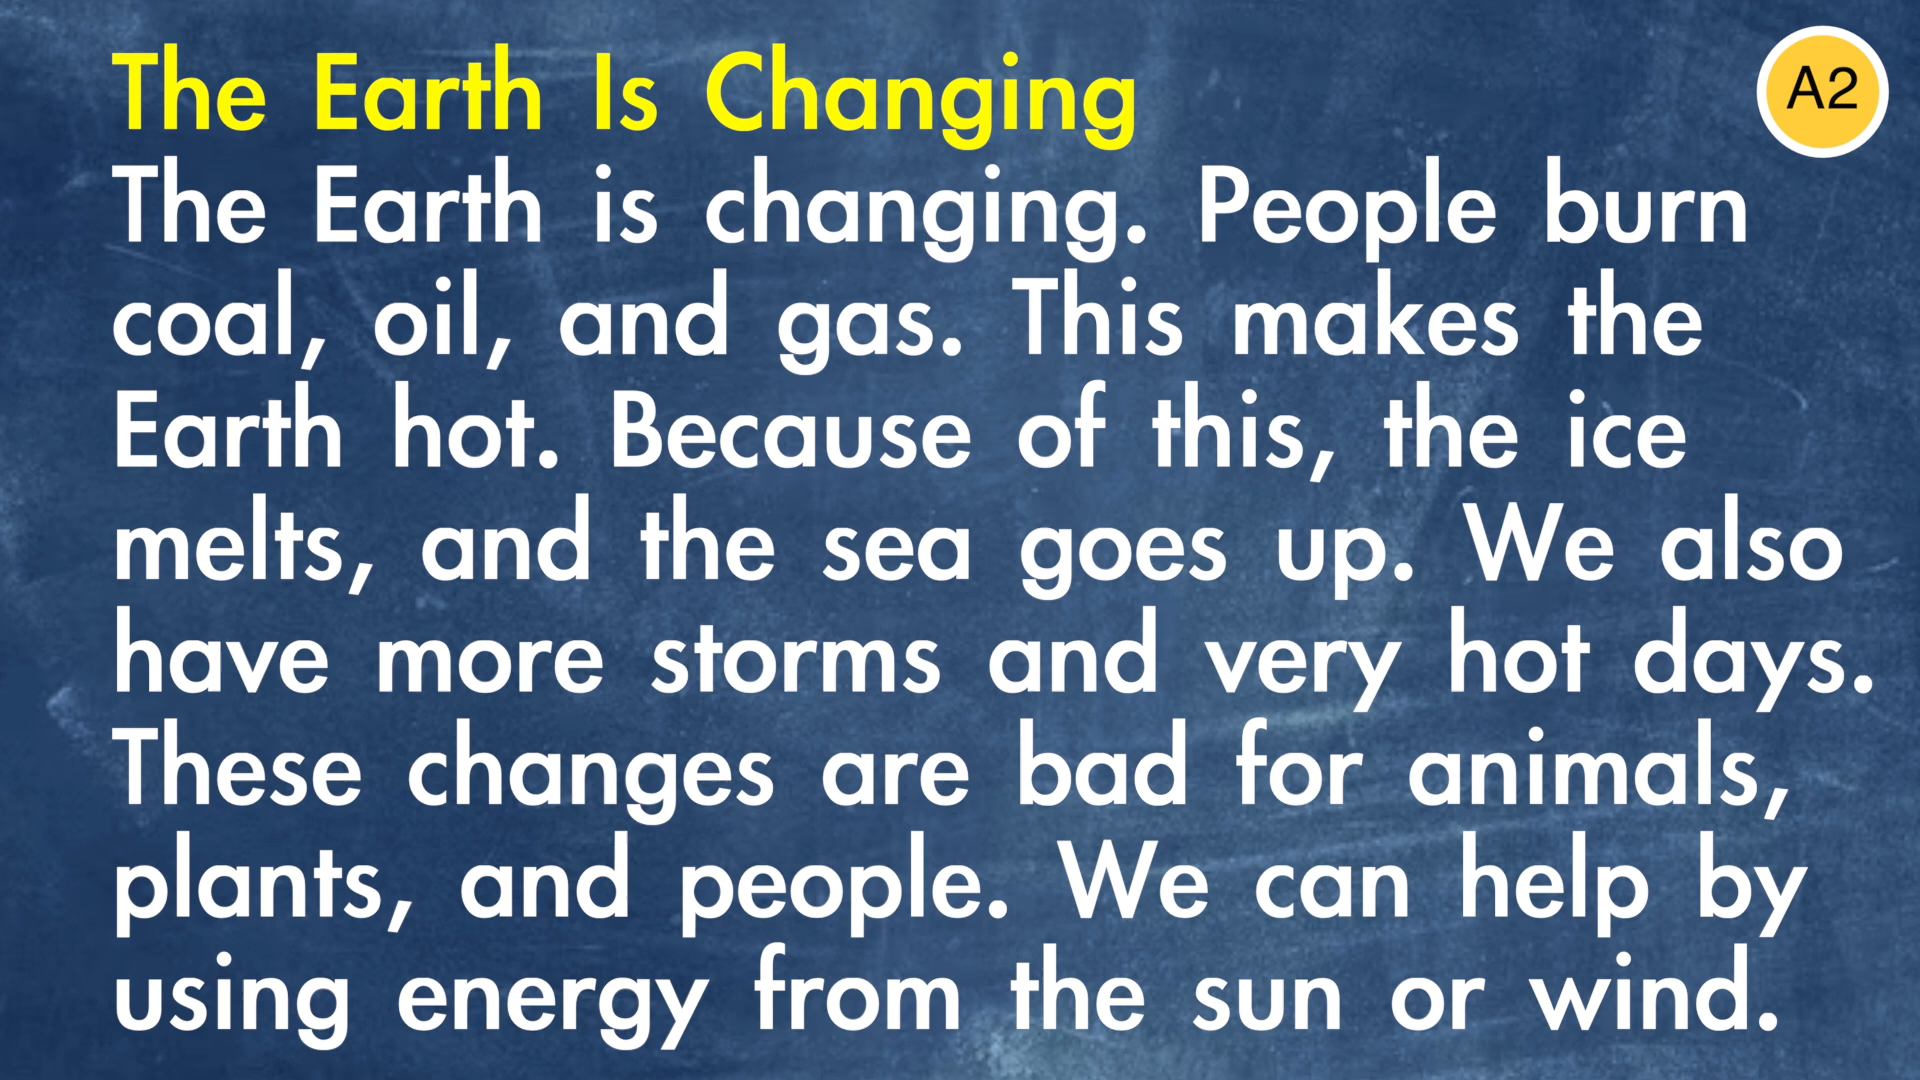 The Earth Is Changing
A2
The Earth is changing. People burn
coal, oil, and gas. This makes the
Earth hot. Because of this, the ice
melts, and the sea goes up. We also
have more storms and very hot days.
These changes are bad for animals,
plants, and people. We can help by
using energy from the sun or wind.